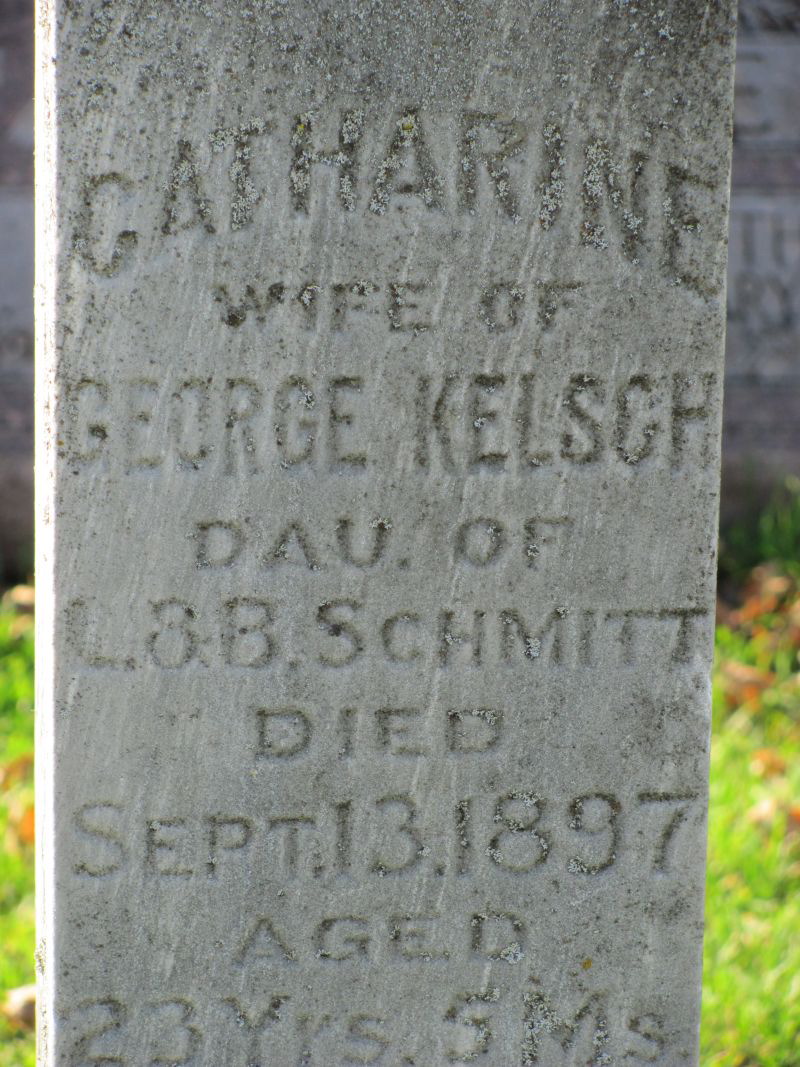 CATHARINE
WIFE OF
GEORGE KELSCH
DAU. OF
L. & B. SCHMITT
DIED
SEPT. 13. 1897
AGED
23 Yrs. 5 Ms.